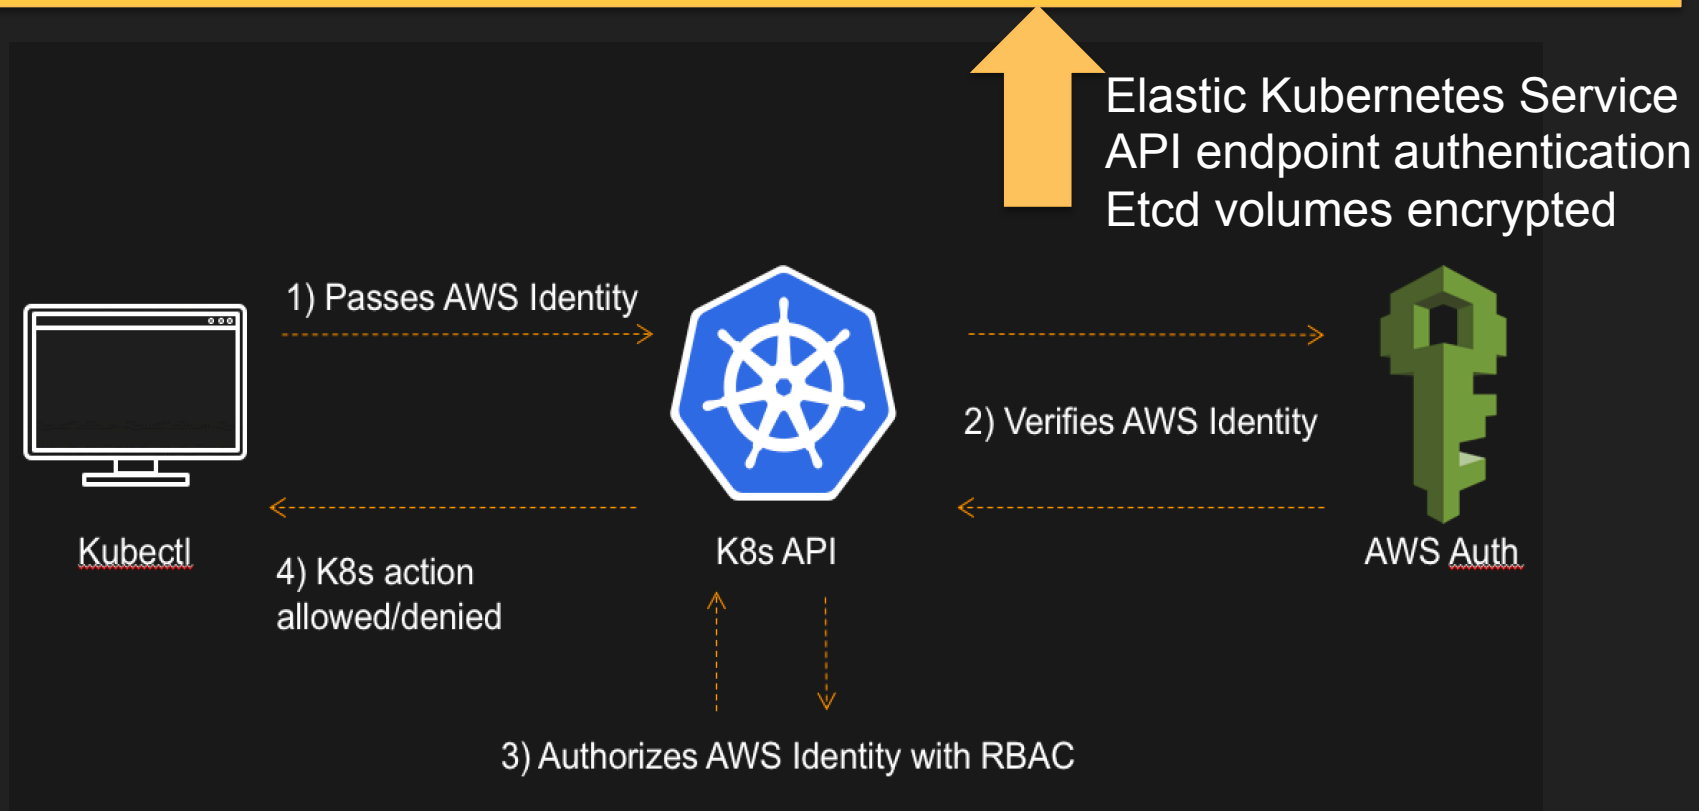 Elastic Kubernetes Service
API endpoint authentication
Etcd volumes encrypted
1) Passes AWS Identity
2) Verifies AWS Identity
Kubectl
K8s API
AWS Auth
4) K8s action
allowed/denied
3) Authorizes AWS Identity with RBAC